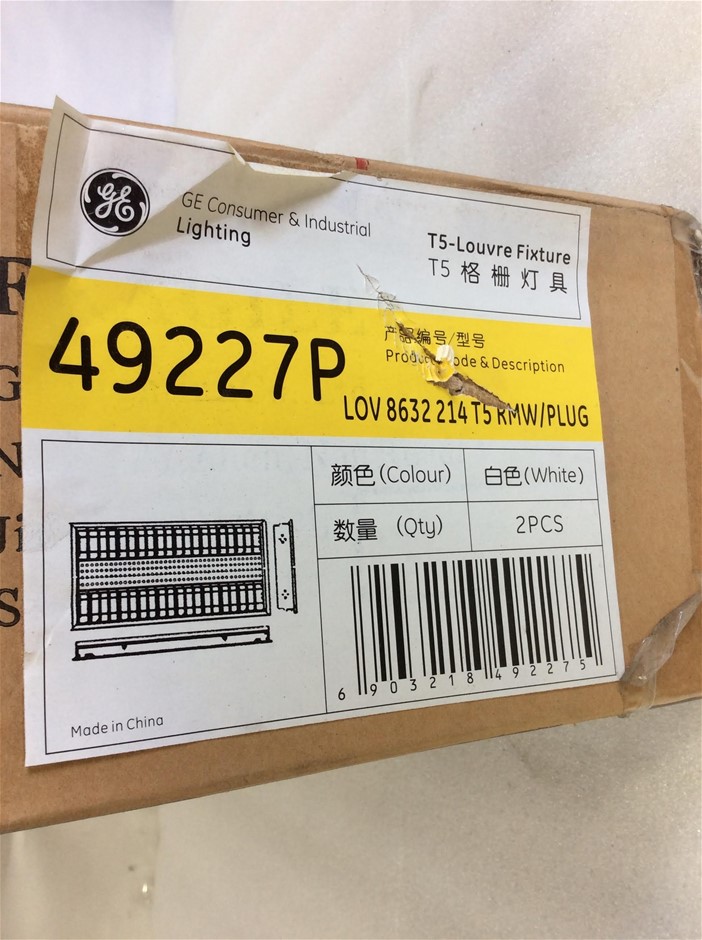 GE
GE Consumer & Industrial
Lighting
T5-Louvre Fixture
T5 格栅灯具
49227P
产品编号/型号
Product Code & Description
LOV 8632 214 T5 RMW/PLUG
颜色 (Colour)
白色 (White)
数量 (Qty)
2PCS
6 903218 492275
Made in China
F
G
N
Ji
S